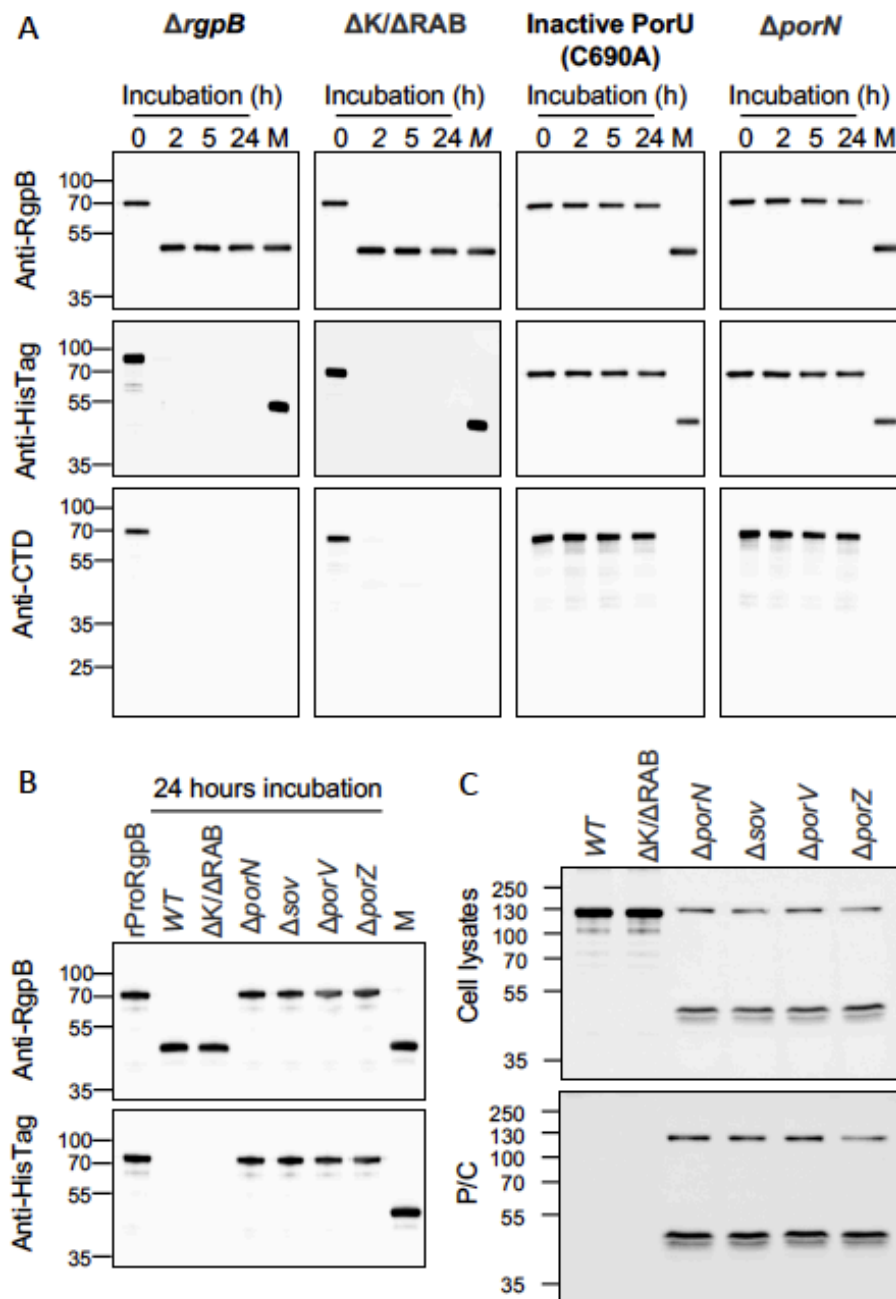 A
ΔrgpB ΔK/ΔRAB Inactive PorU (C690A) ΔporN
Incubation (h) Incubation (h) Incubation (h) Incubation (h)
0 2 5 24 M 0 2 5 24 M 0 2 5 24 M 0 2 5 24 M
Anti-RgpB
100
70
55
35
Anti-HisTag
100
70
55
35
Anti-CTD
100
70
55
35
25
B
24 hours incubation
rProRgpB WT ΔK/ΔRAB ΔporN Δsov ΔporV ΔporZ M
Anti-RgpB
100
70
55
35
Anti-HisTag
100
70
55
35
C
WT ΔK/ΔRAB ΔporN Δsov ΔporV ΔporZ
Cell lysates
250
130
100
70
55
35
P/C
250
130
100
70
55
35